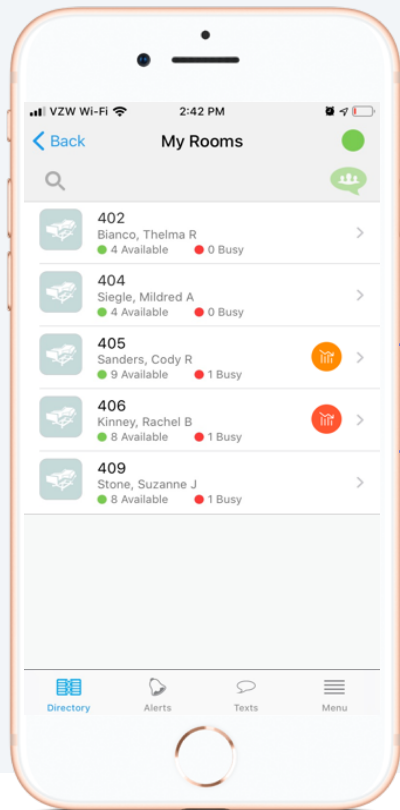 VZW Wi-Fi 2:42 PM
Back My Rooms
402
Bianco, Thelma R
4 Available 0 Busy
404
Siegle, Mildred A
4 Available 0 Busy
405
Sanders, Cody R
9 Available 1 Busy
406
Kinney, Rachel B
8 Available 1 Busy
409
Stone, Suzanne J
8 Available 1 Busy
Directory Alerts Texts Menu